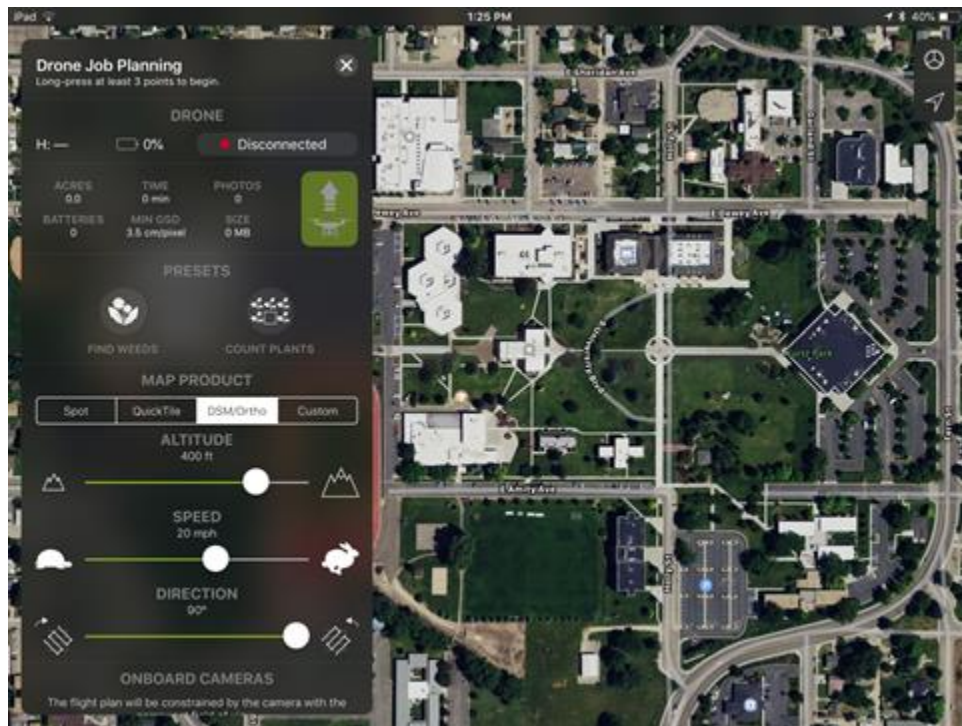 iPad
1:25 PM
40%
Drone Job Planning
Long-press at least 3 points to begin.
DRONE
H: —
0%
Disconnected
ACRES
0.0
TIME
0 min
PHOTOS
0
BATTERIES
0
MIN GSD
3.5 cm/pixel
SIZE
0 MB
PRESETS
FIND WEEDS
COUNT PLANTS
MAP PRODUCT
Spot
QuickTile
DSM/Ortho
Custom
ALTITUDE
400 ft
SPEED
20 mph
DIRECTION
90°
ONBOARD CAMERAS
The flight plan will be constrained by the camera with the
E Sheridan Ave
E Dewey Ave
E Amity Ave
Holly St
Holly St